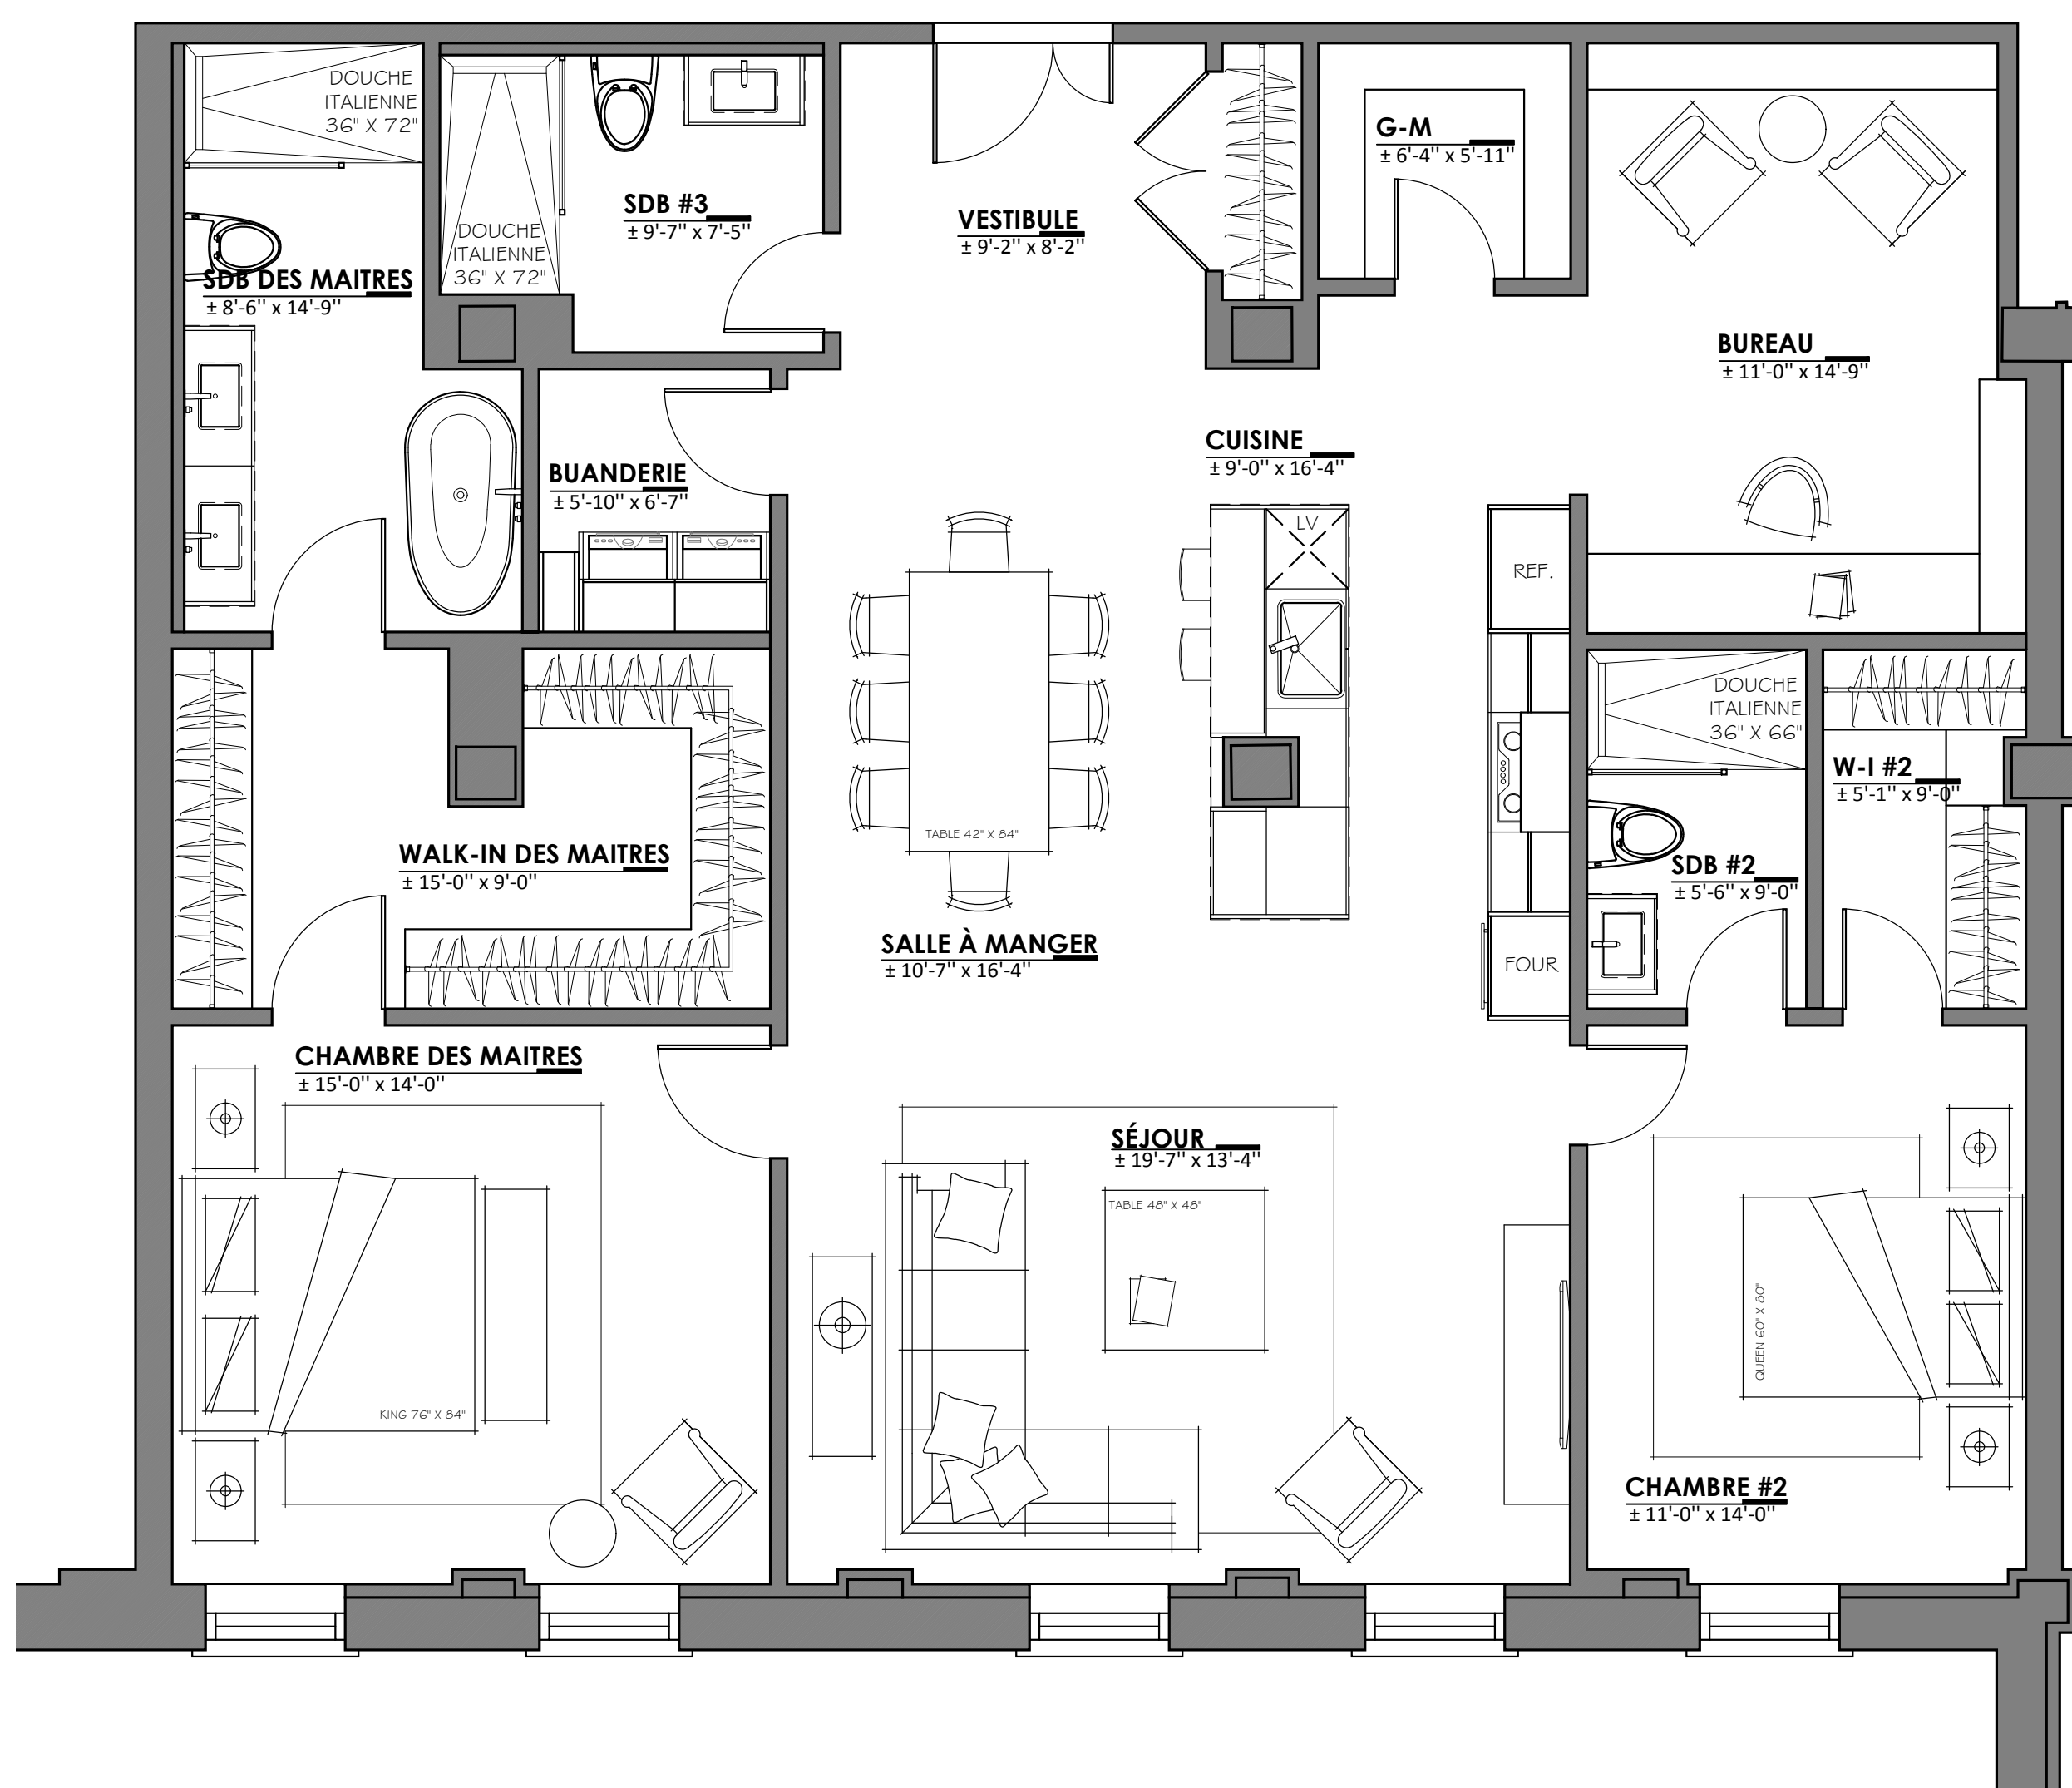 DOUCHE
ITALIENNE
36" X 72"
SDB DES MAITRES
± 8'-6" x 14'-9"
SDB #3
± 9'-7" x 7'-5"
DOUCHE
ITALIENNE
36" X 72"
VESTIBULE
± 9'-2" x 8'-2"
G-M
± 6'-4" x 5'-11"
BUREAU
± 11'-0" x 14'-9"
CUISINE
± 9'-0" x 16'-4"
BUANDERIE
± 5'-10" x 6'-7"
LV
REF.
DOUCHE
ITALIENNE
36" X 66"
W-I #2
± 5'-1" x 9'-0"
TABLE 42" X 84"
WALK-IN DES MAITRES
± 15'-0" x 9'-0"
SDB #2
± 5'-6" x 9'-0"
SALLE À MANGER
± 10'-7" x 16'-4"
FOUR
CHAMBRE DES MAITRES
± 15'-0" x 14'-0"
SÉJOUR
± 19'-7" x 13'-4"
TABLE 48" X 48"
QUEEN 60" X 80"
KING 76" X 84"
CHAMBRE #2
± 11'-0" x 14'-0"